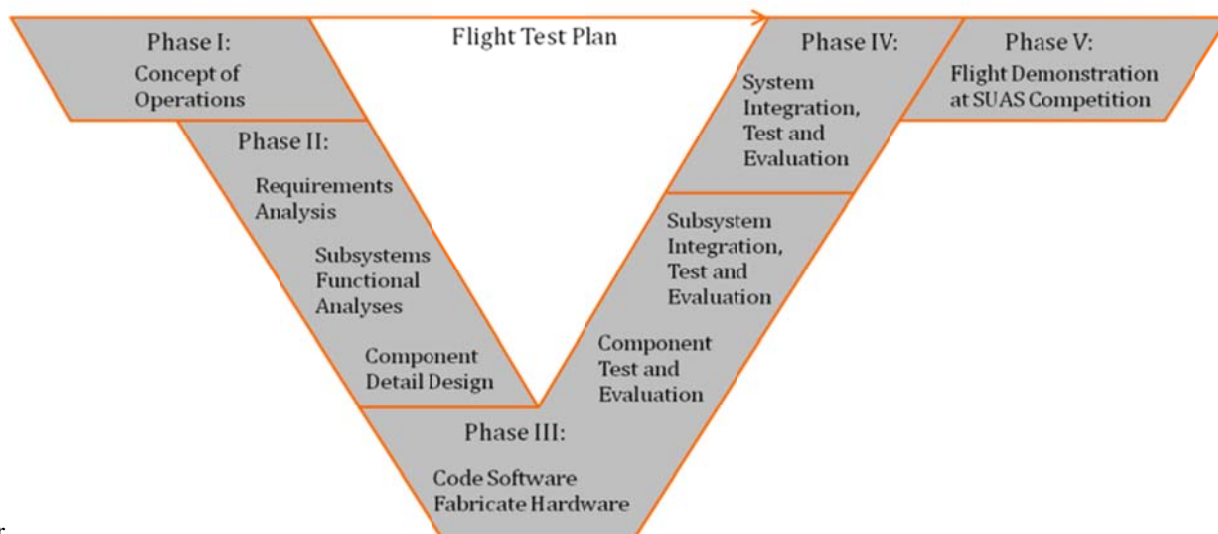 Phase I:
Concept of
Operations
Flight Test Plan
Phase II:
Requirements
Analysis
Subsystems
Functional
Analyses
Component
Detail Design
Phase III:
Code Software
Fabricate Hardware
Component
Test and
Evaluation
Subsystem
Integration,
Test and
Evaluation
Phase IV:
System
Integration,
Test and
Evaluation
Phase V:
Flight Demonstration
at SUAS Competition